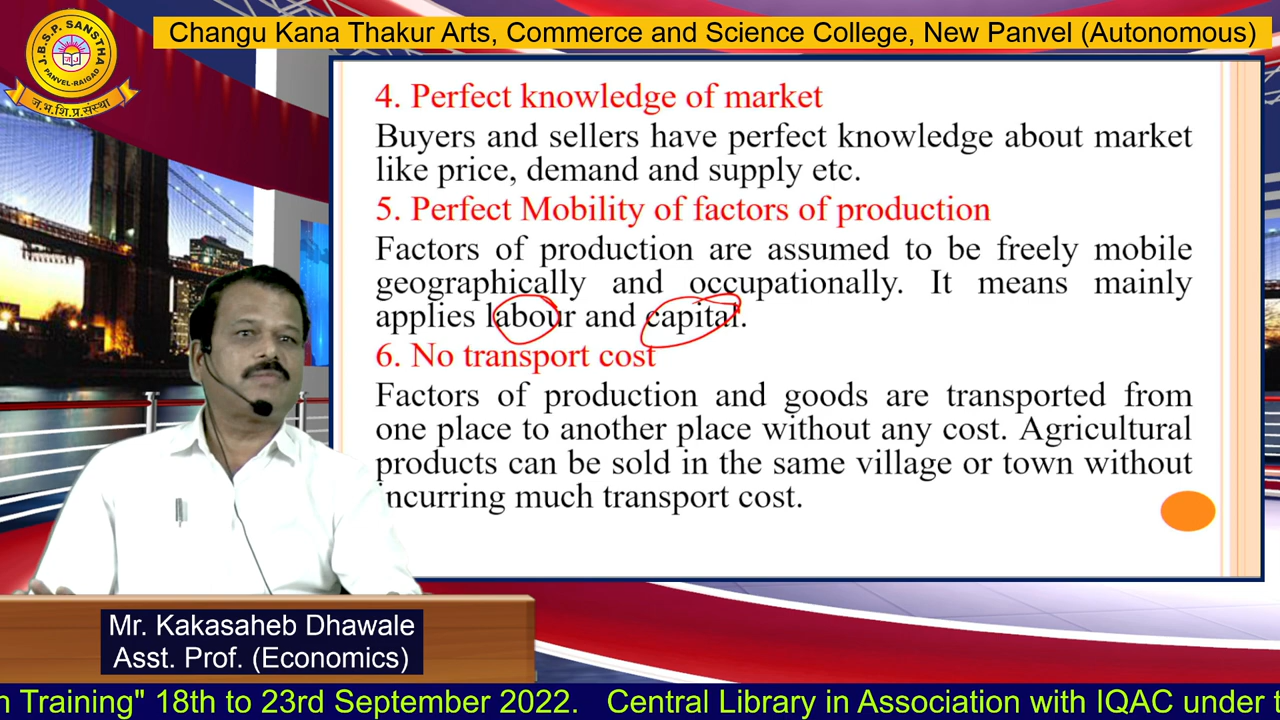 Changu Kana Thakur Arts, Commerce and Science College, New Panvel (Autonomous)
J.B.S.P. SANSTHA
PANVEL-RAIGAD
ज.भ.शि.प्र.संस्था
4. Perfect knowledge of market
Buyers and sellers have perfect knowledge about market
like price, demand and supply etc.
5. Perfect Mobility of factors of production
Factors of production are assumed to be freely mobile
geographically and occupationally. It means mainly
applies labour and capital.
6. No transport cost
Factors of production and goods are transported from
one place to another place without any cost. Agricultural
products can be sold in the same village or town without
incurring much transport cost.
Mr. Kakasaheb Dhawale
Asst. Prof. (Economics)
n Training" 18th to 23rd September 2022. Central Library in Association with IQAC under t